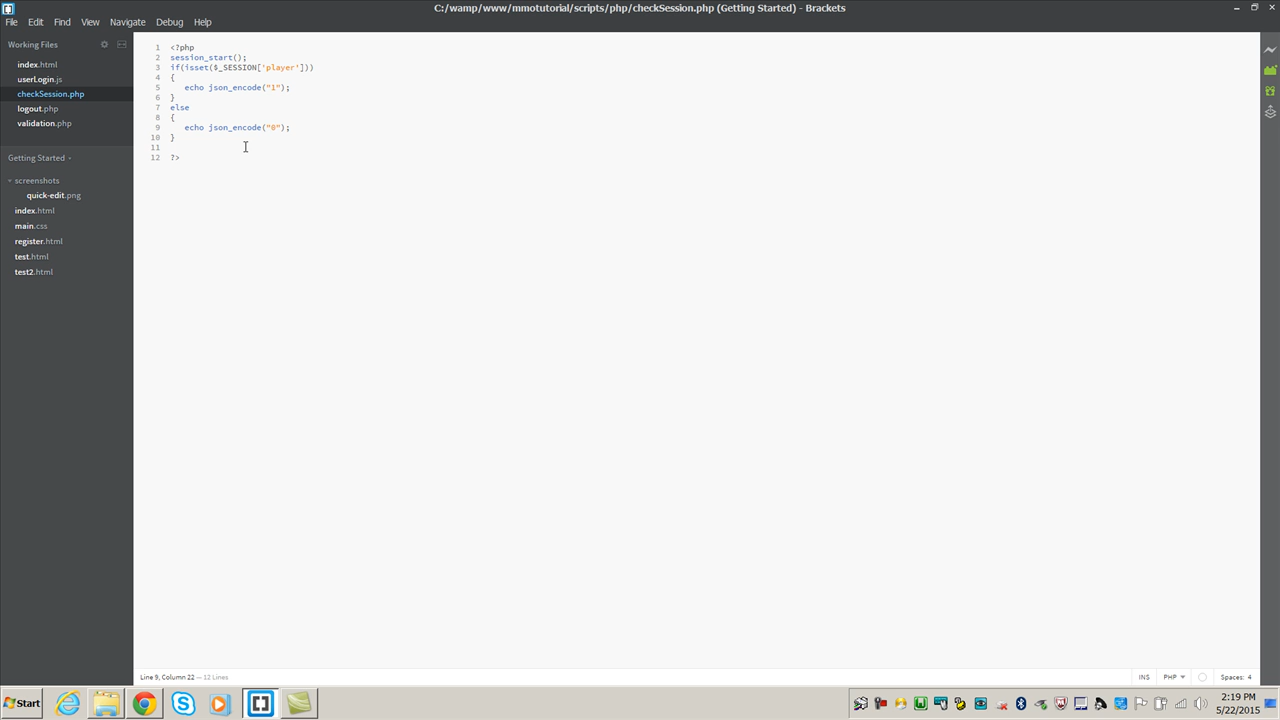 C:/wamp/www/mmotutorial/scripts/php/checkSession.php (Getting Started) - Brackets
File Edit Find View Navigate Debug Help
Working Files
index.html
userLogin.js
checkSession.php
logout.php
validation.php
Getting Started
screenshots
quick-edit.png
index.html
main.css
register.html
test.html
test2.html
1 <?php
2 session_start();
3 if(isset($_SESSION['player']))
4 {
5 echo json_encode("1");
6 }
7 else
8 {
9 echo json_encode("0");
10 }
11
12 ?>
Line 9, Column 22 — 12 Lines
INS PHP Spaces: 4
Start
2:19 PM
5/22/2015